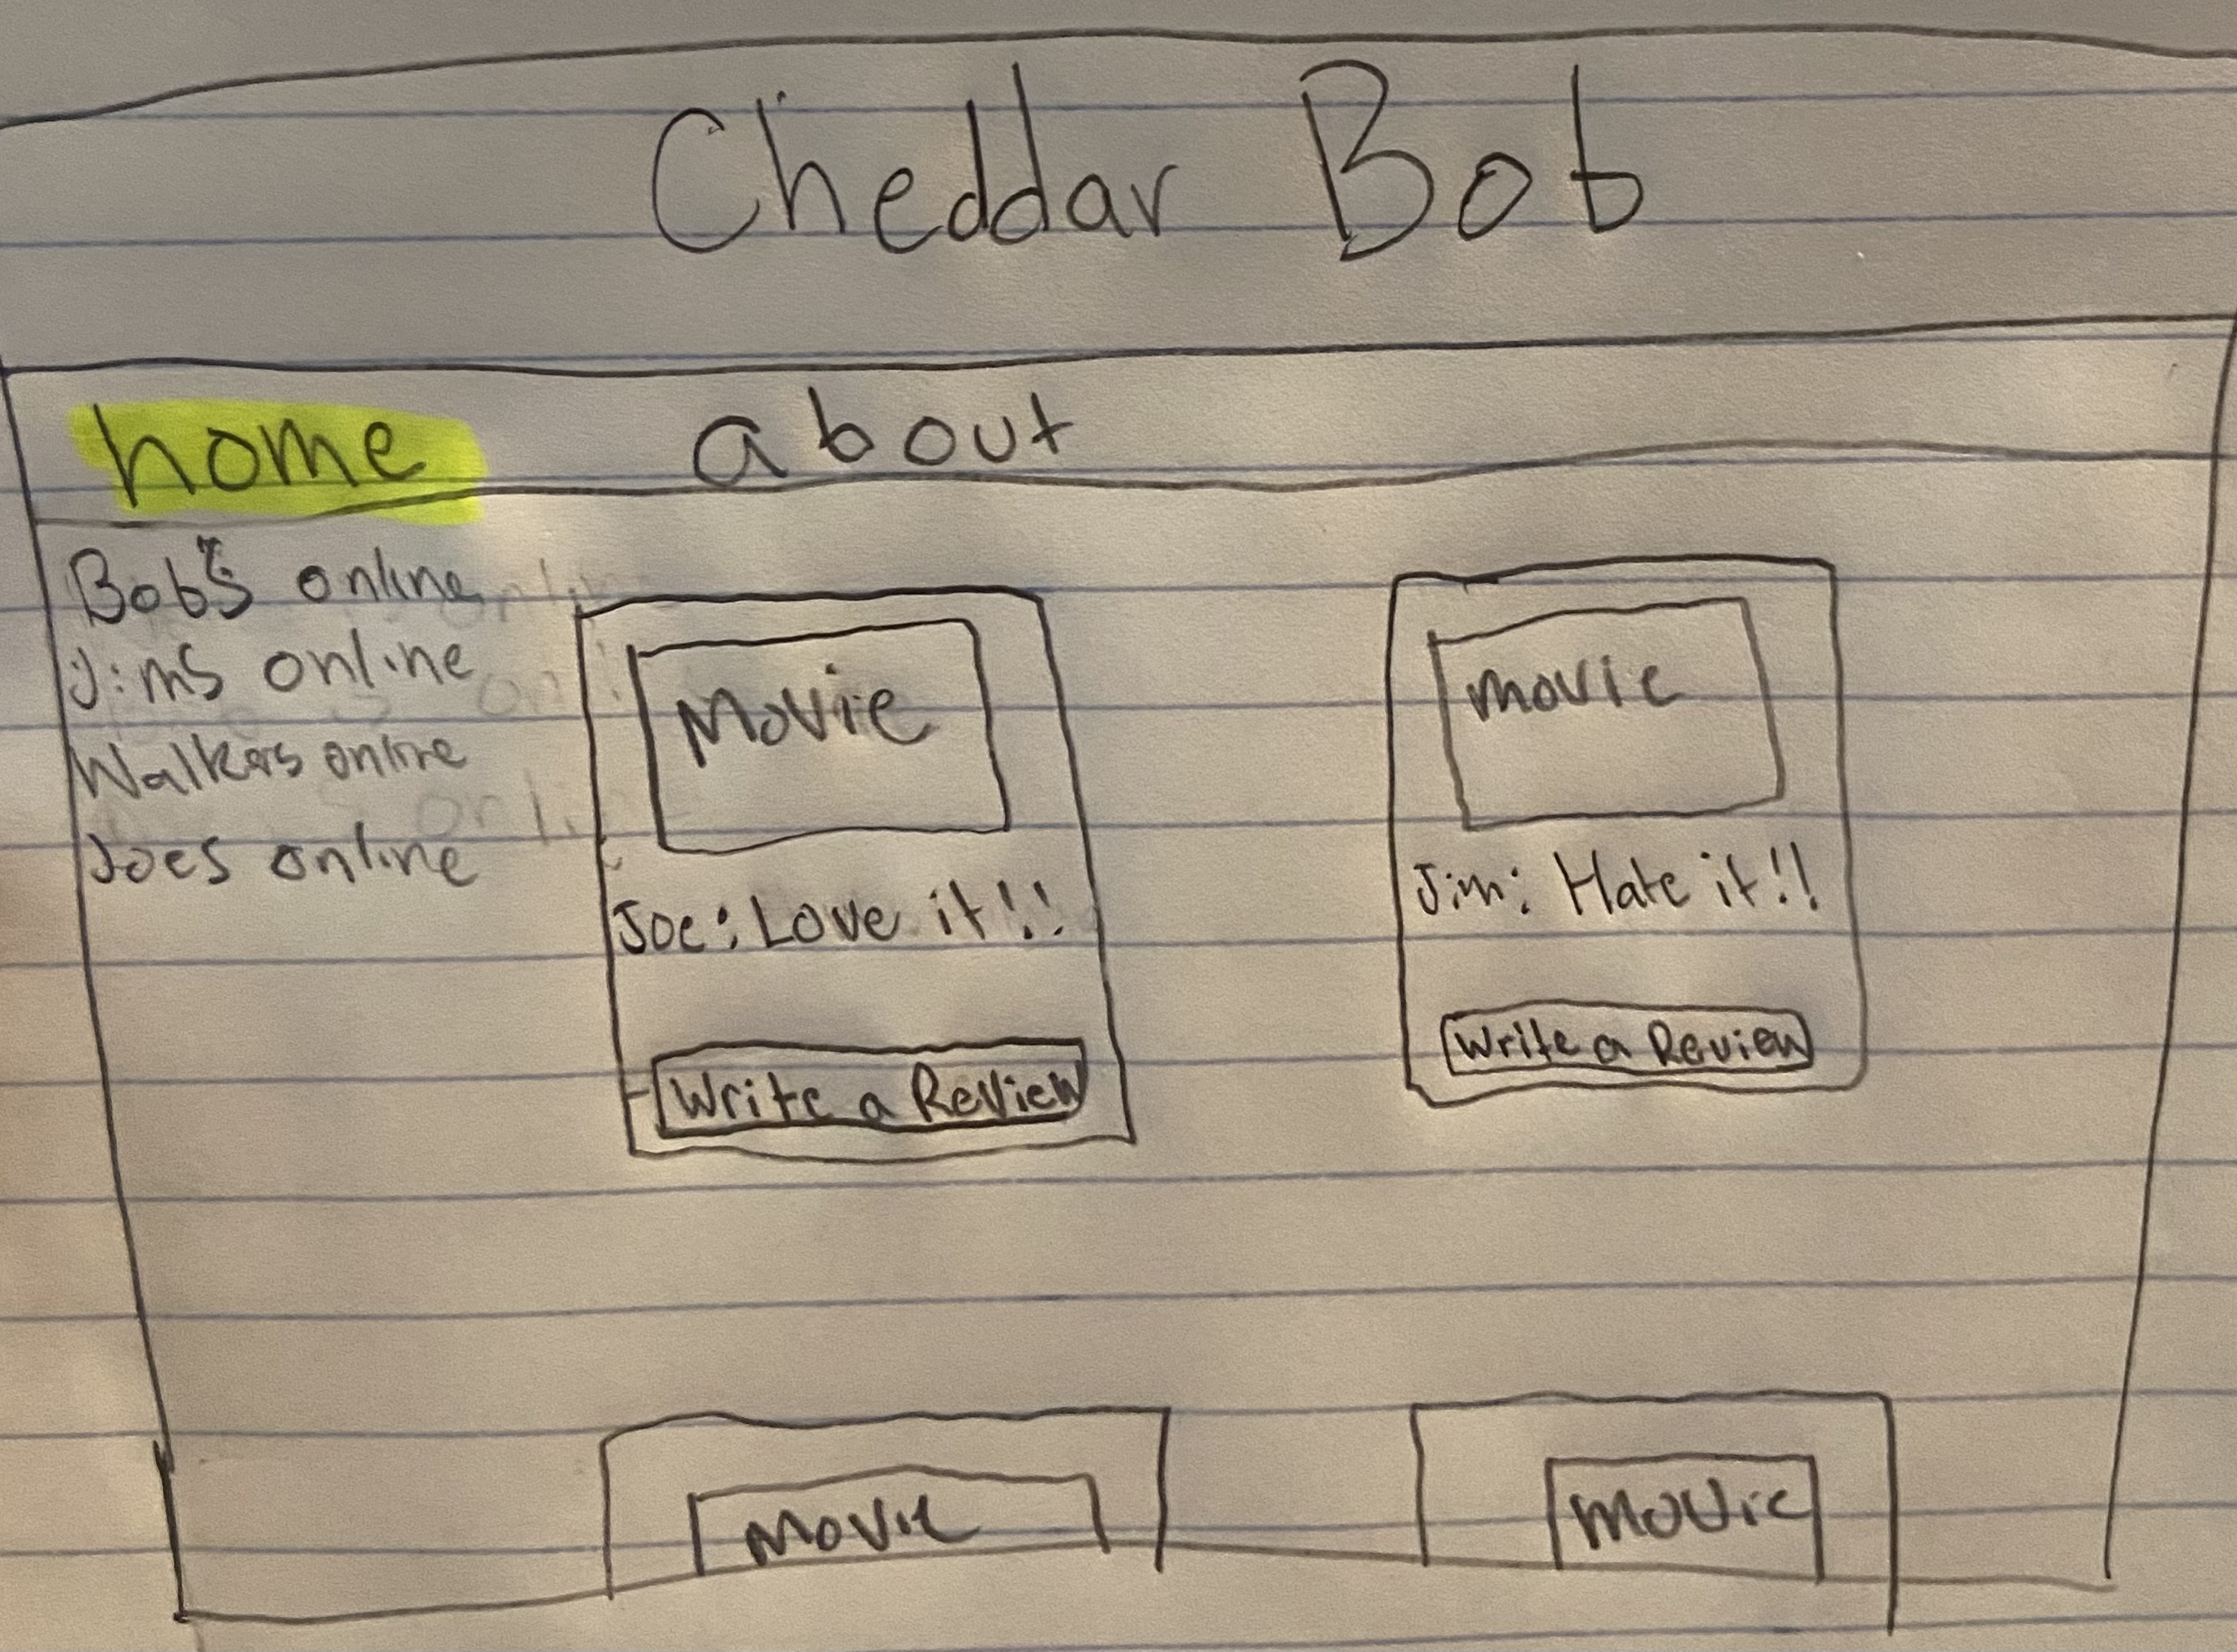 Cheddar Bob
home about
Bob's online
Jims online
Walkers online
Joes online
Movie
Joe: Love it!!
Write a Review
movie
Jim: Hate it!!
Write a Review
Movie
movie